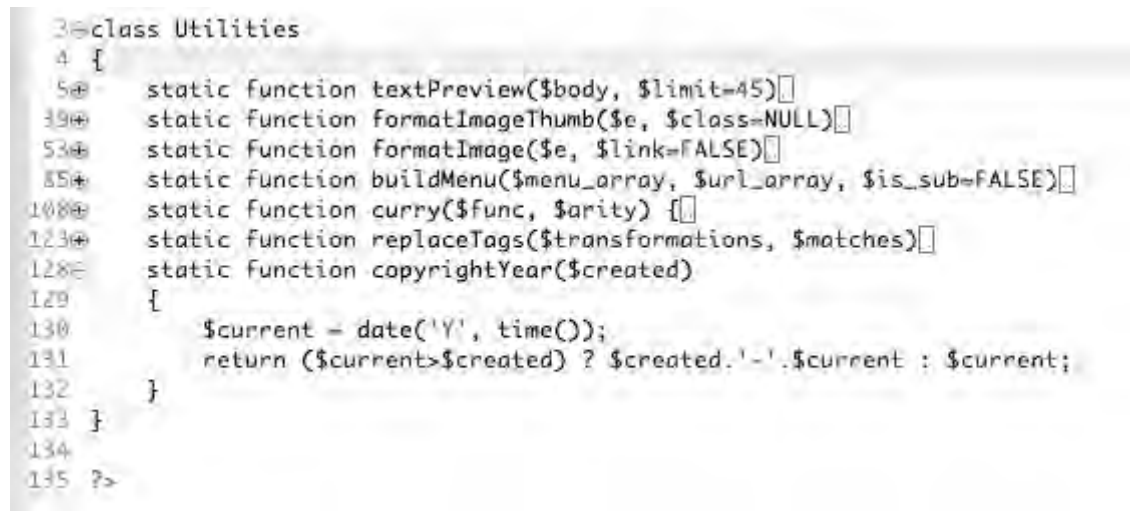 3 class Utilities
4 {
5 static function textPreview($body, $limit=45)
39 static function formatImageThumb($e, $class=NULL)
53 static function formatImage($e, $link=FALSE)
85 static function buildMenu($menu_array, $url_array, $is_sub=FALSE)
108 static function curry($func, $arity) {
123 static function replaceTags($transformations, $matches)
128 static function copyrightYear($created)
129 {
130 $current = date('Y', time());
131 return ($current>$created) ? $created.'-'.$current : $current;
132 }
133 }
134
135 ?>